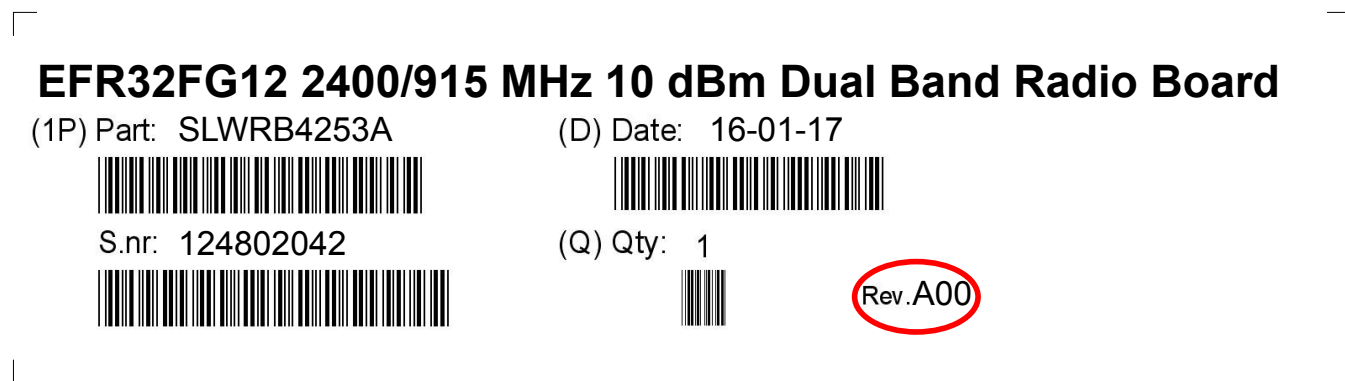 EFR32FG12 2400/915 MHz 10 dBm Dual Band Radio Board
(1P) Part: SLWRB4253A (D) Date: 16-01-17
S.nr: 124802042 (Q) Qty: 1
Rev.A00